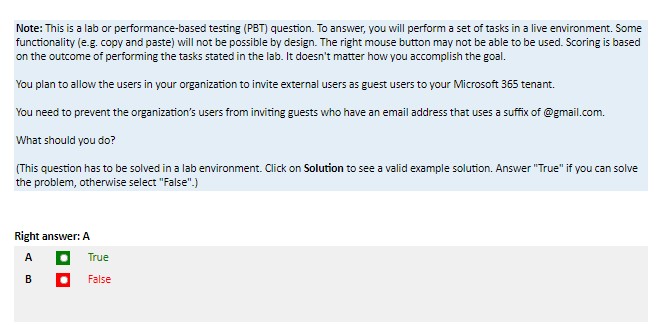 Note: This is a lab or performance-based testing (PBT) question. To answer, you will perform a set of tasks in a live environment. Some
functionality (e.g. copy and paste) will not be possible by design. The right mouse button may not be able to be used. Scoring is based
on the outcome of performing the tasks stated in the lab. It doesn't matter how you accomplish the goal.
You plan to allow the users in your organization to invite external users as guest users to your Microsoft 365 tenant.
You need to prevent the organization's users from inviting guests who have an email address that uses a suffix of @gmail.com.
What should you do?
(This question has to be solved in a lab environment. Click on Solution to see a valid example solution. Answer "True" if you can solve
the problem, otherwise select "False".)
Right answer: A
A True
B False